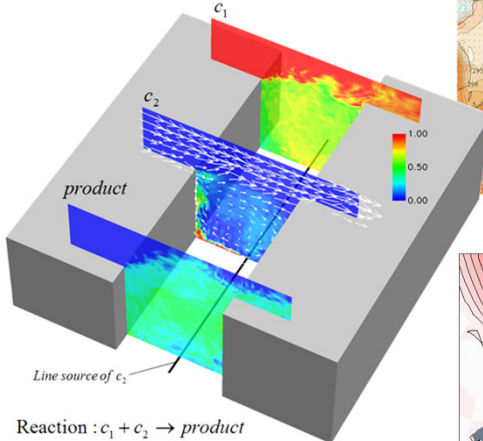 c₁
c₂
1.00
0.50
0.00
product
Line source of c₂
Reaction : c₁ + c₂ → product